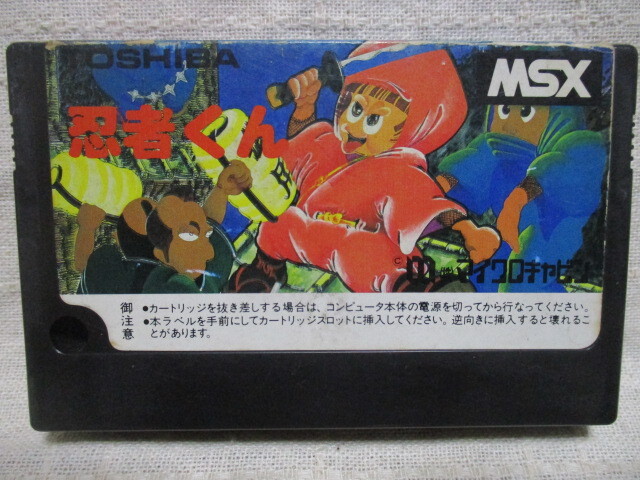 TOSHIBA
MSX
忍者くん
© (株)マイクロキャビン
御注意
●カートリッジを抜き差しする場合は、コンピュータ本体の電源を切ってから行なってください。
●本ラベルを手前にしてカートリッジスロットに挿入してください。逆向きに挿入すると壊れるこ
とがあります。